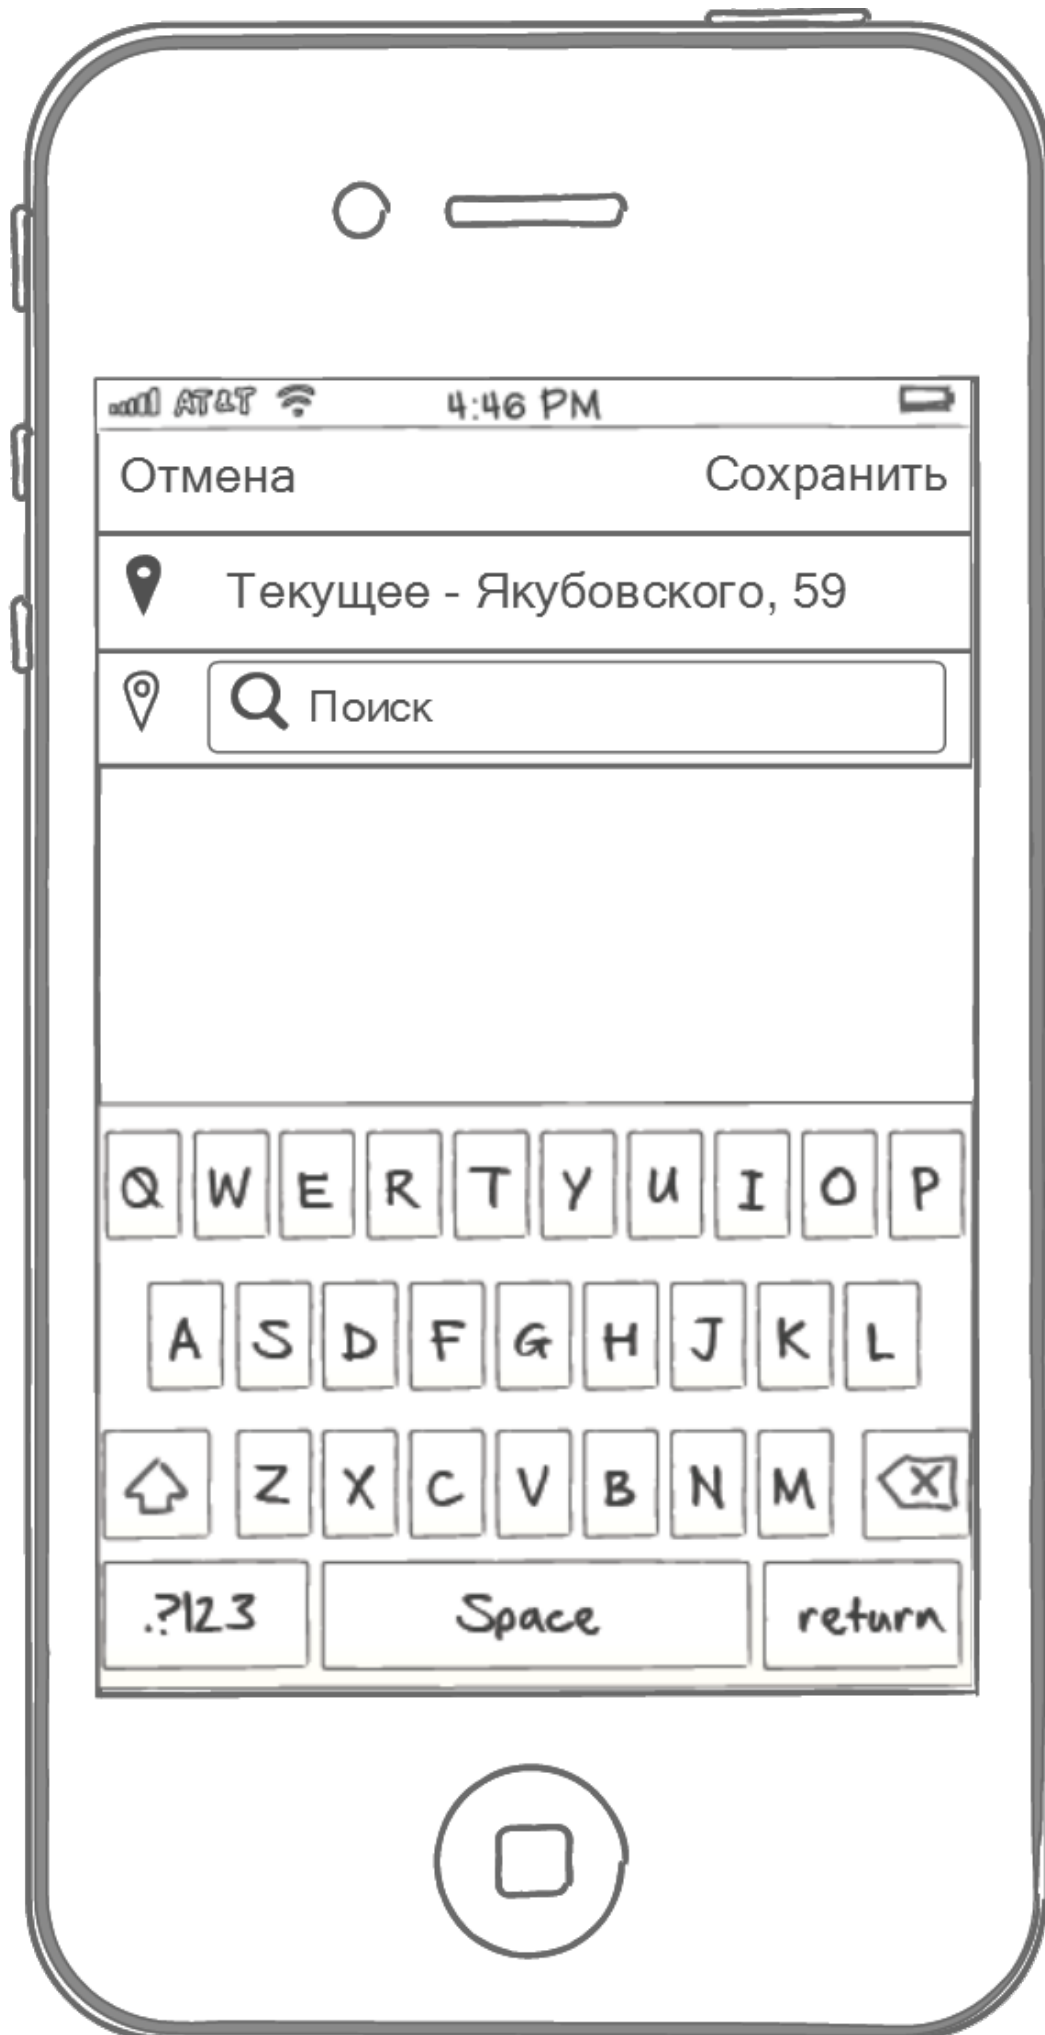 AT&T 4:46 PM
Отмена Сохранить
Текущее - Якубовского, 59
Поиск
Q W E R T Y U I O P
A S D F G H J K L
Z X C V B N M
.?123 Space return